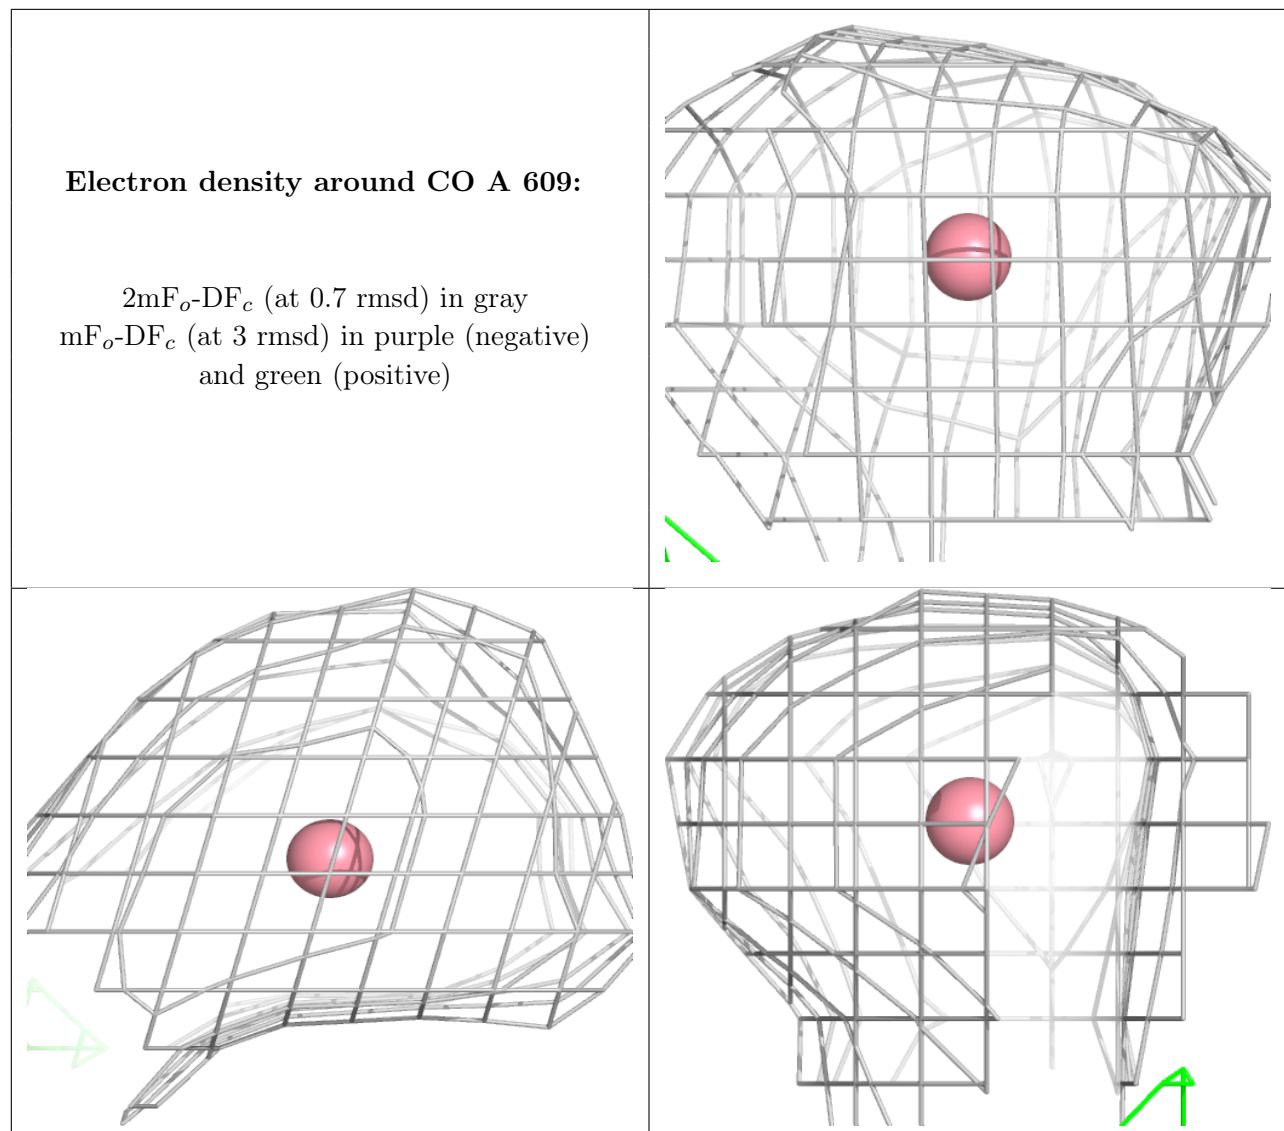 Electron density around CO A 609:
2mFo-DFc (at 0.7 rmsd) in gray
mFo-DFc (at 3 rmsd) in purple (negative)
and green (positive)